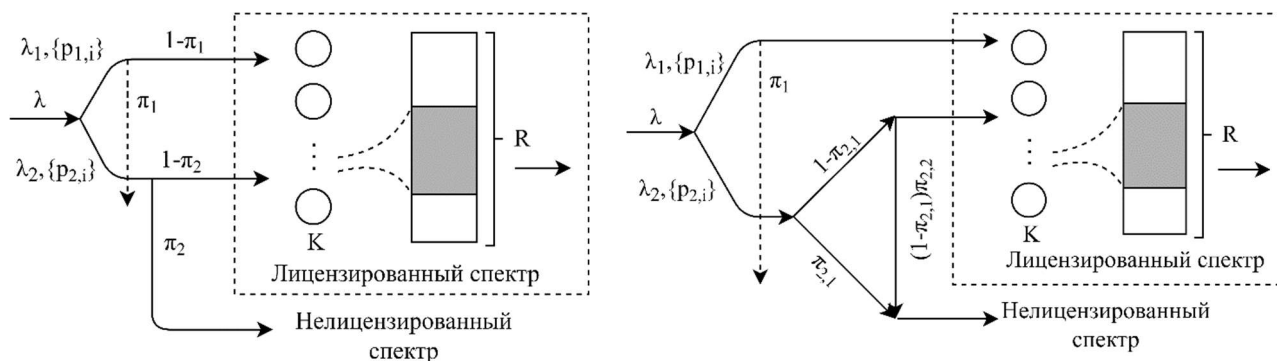 λ₁,{p₁,ᵢ}
1-π₁
λ
π₁
λ₂,{p₂,ᵢ}
1-π₂
π₂
K
R
Лицензированный спектр
Нелицензированный
спектр
λ₁,{p₁,ᵢ}
π₁
λ
λ₂,{p₂,ᵢ}
1-π₂,₁
π₂,₁
(1-π₂,₁)π₂,₂
K
R
Лицензированный спектр
Нелицензированный
спектр